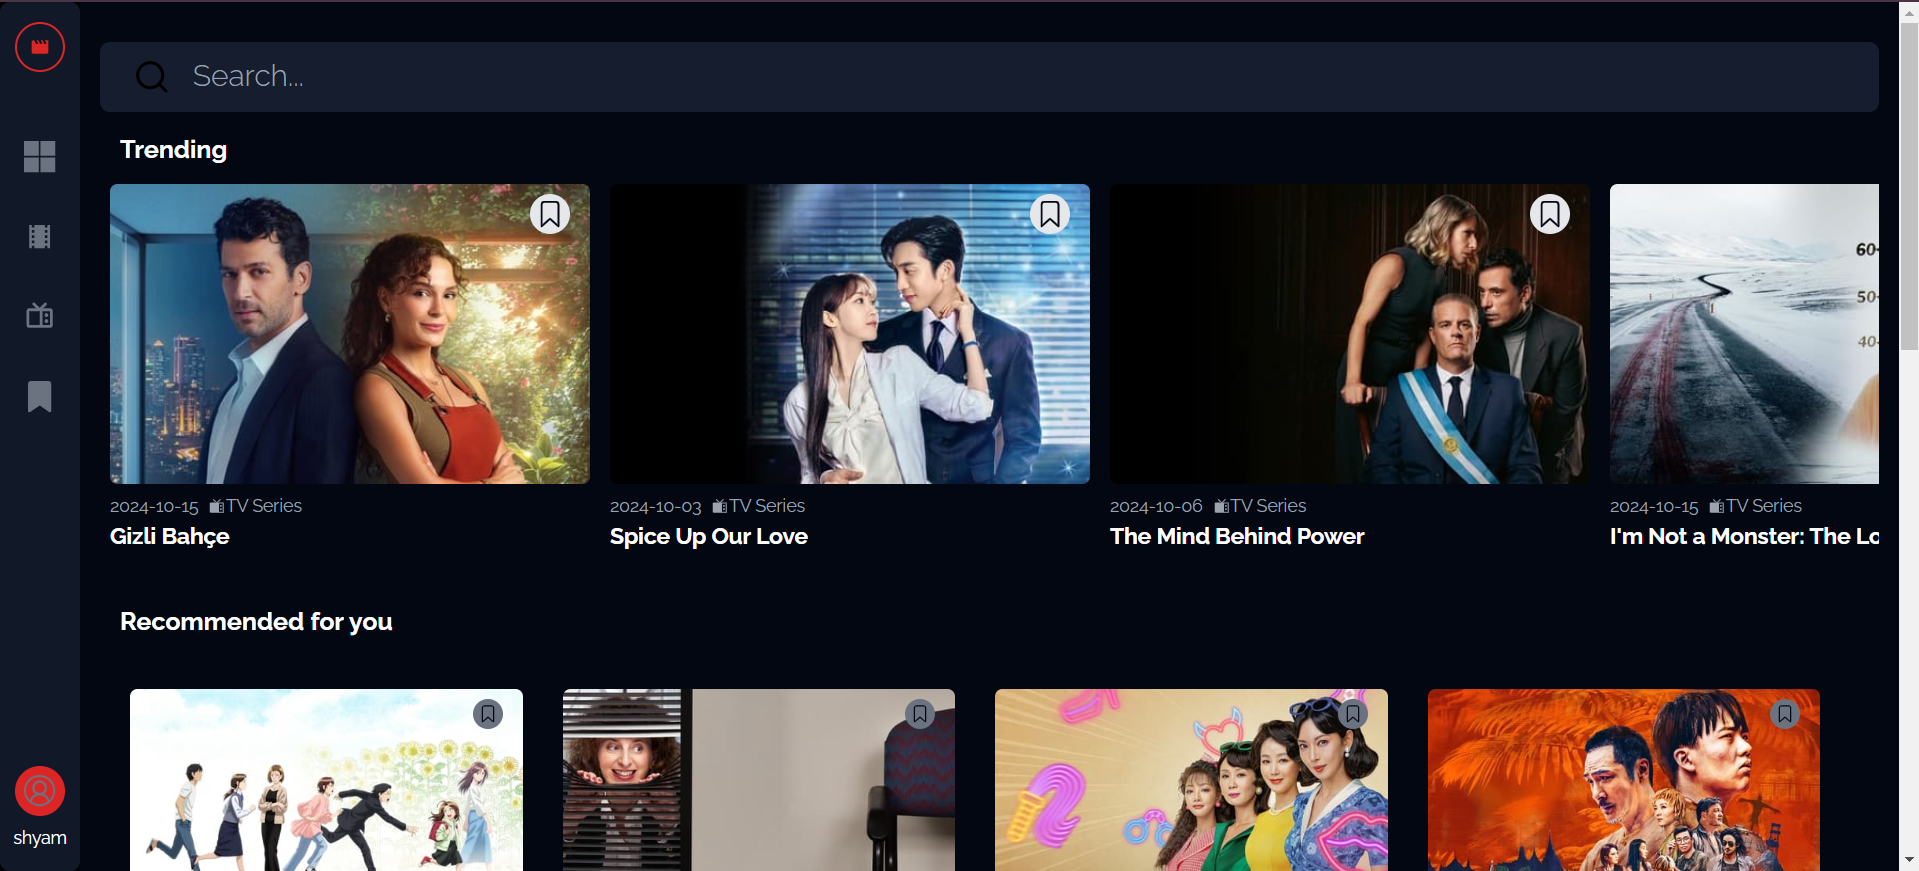 Search...
Trending
60-
50-
40-
2024-10-15 TV Series
Gizli Bahçe
2024-10-03 TV Series
Spice Up Our Love
2024-10-06 TV Series
The Mind Behind Power
2024-10-15 TV Series
I'm Not a Monster: The Lo
Recommended for you
shyam